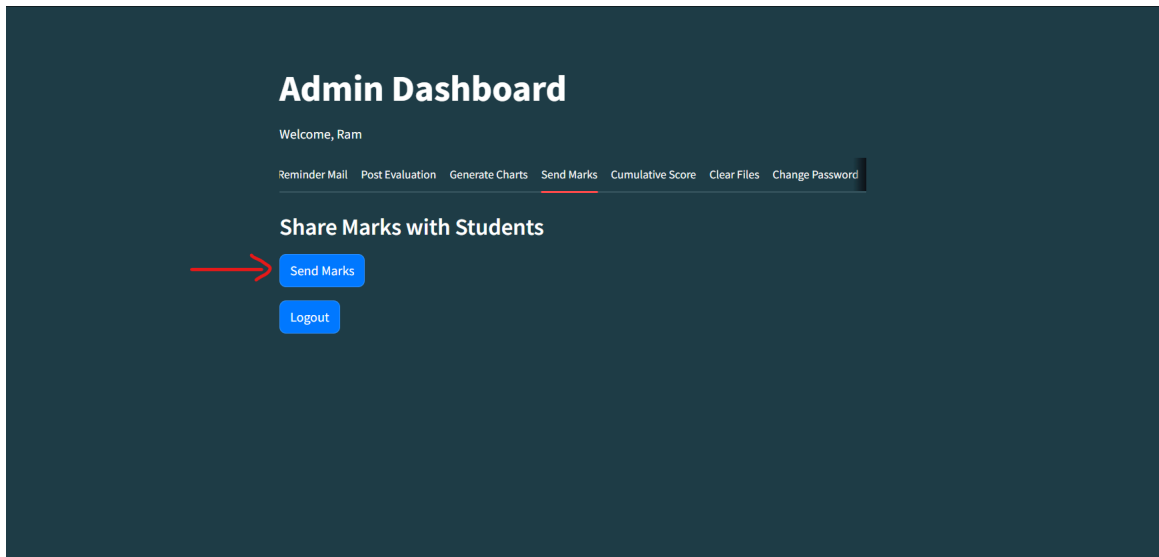 Admin Dashboard
Welcome, Ram
Reminder Mail Post Evaluation Generate Charts Send Marks Cumulative Score Clear Files Change Password
Share Marks with Students
Send Marks
Logout